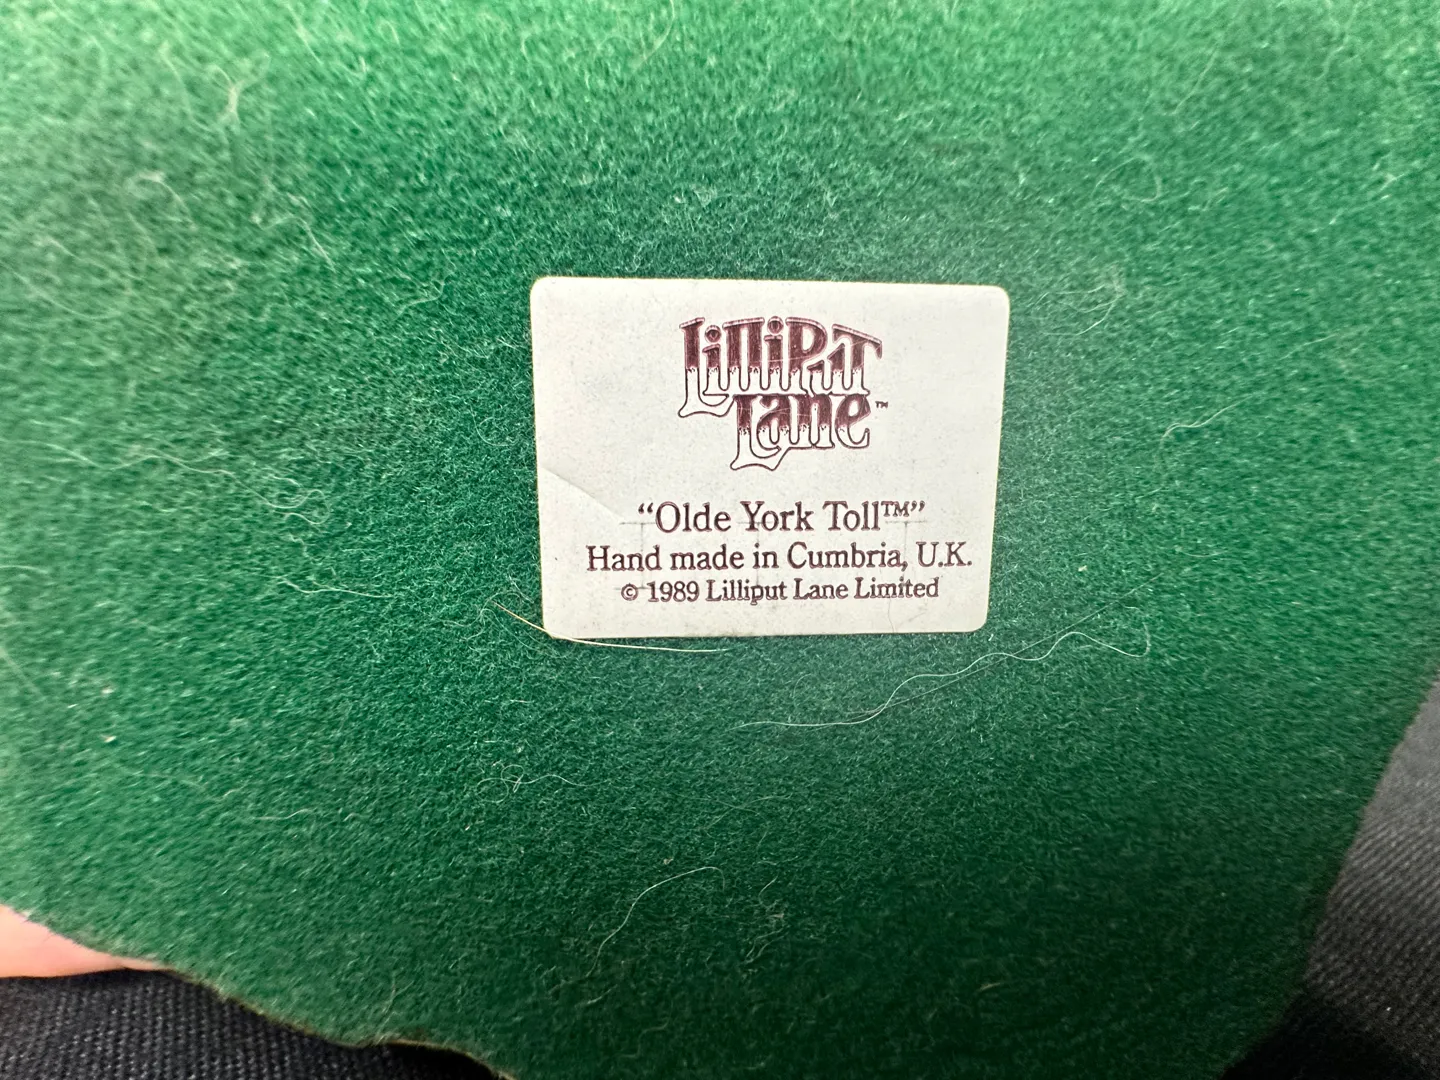 Lilliput
Lane™
“Olde York Toll™”
Hand made in Cumbria, U.K.
© 1989 Lilliput Lane Limited